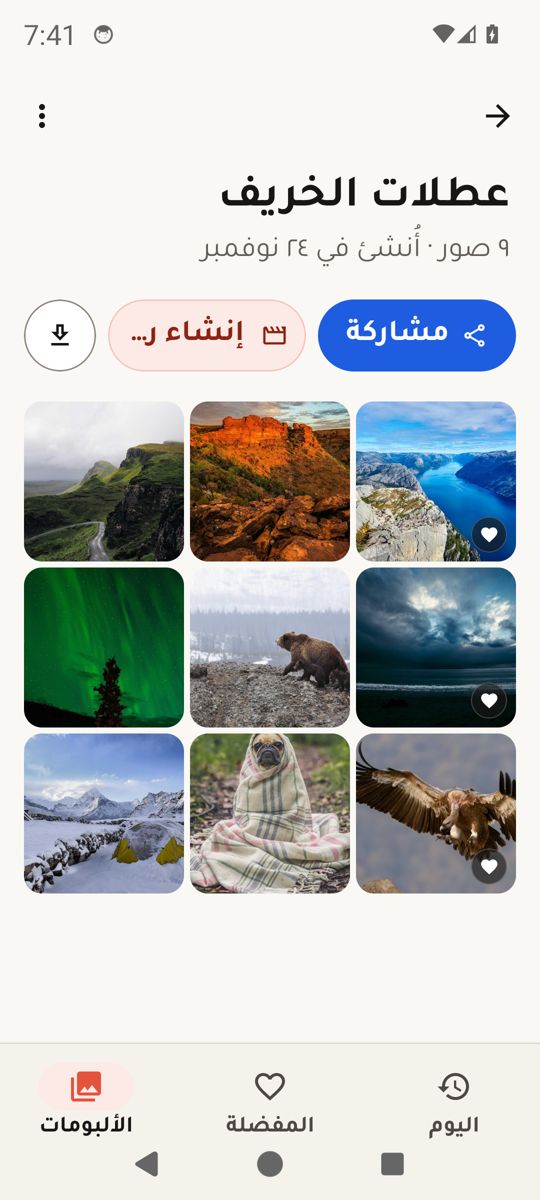 7:41
عطلات الخريف
٩ صور · أُنشئ في ٢٤ نوفمبر
مشاركة
إنشاء ر...
اليوم
المفضلة
الألبومات